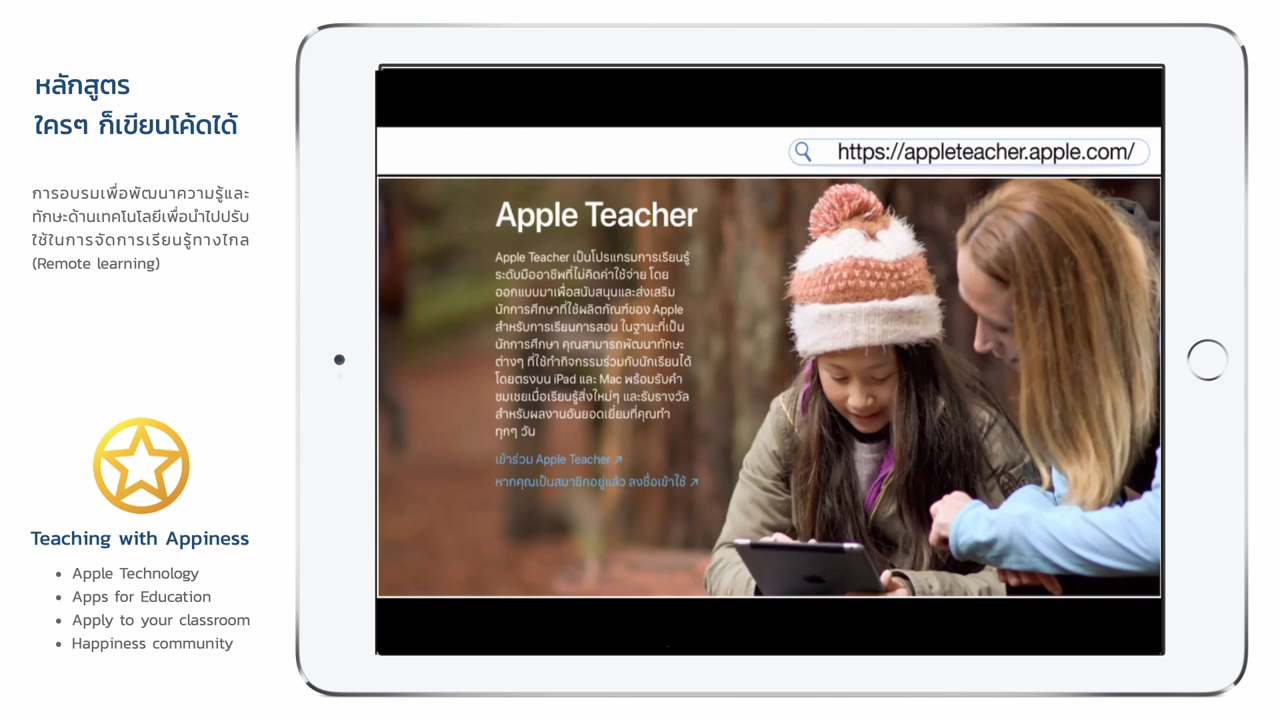 หลักสูตร
ใครๆ ก็เขียนโค้ดได้
การอบรมเพื่อพัฒนาความรู้และ
ทักษะด้านเทคโนโลยีเพื่อนำไปปรับ
ใช้ในการจัดการเรียนรู้ทางไกล
(Remote learning)
Teaching with Appiness
• Apple Technology
• Apps for Education
• Apply to your classroom
• Happiness community
https://appleteacher.apple.com/
Apple Teacher
Apple Teacher เป็นโปรแกรมการเรียนรู้
ระดับมืออาชีพที่ไม่คิดค่าใช้จ่าย โดย
ออกแบบมาเพื่อสนับสนุนและส่งเสริม
นักการศึกษาที่ใช้ผลิตภัณฑ์ของ Apple
สำหรับการเรียนการสอน ในฐานะที่เป็น
นักการศึกษา คุณสามารถพัฒนาทักษะ
ต่างๆ ที่ใช้ทำกิจกรรมร่วมกับนักเรียนได้
โดยตรงบน iPad และ Mac พร้อมรับคำ
ชมเชยเมื่อเรียนรู้สิ่งใหม่ๆ และรับรางวัล
สำหรับผลงานอันยอดเยี่ยมที่คุณทำ
ทุกๆ วัน
เข้าร่วม Apple Teacher ↗
หากคุณเป็นสมาชิกอยู่แล้ว ลงชื่อเข้าใช้ ↗